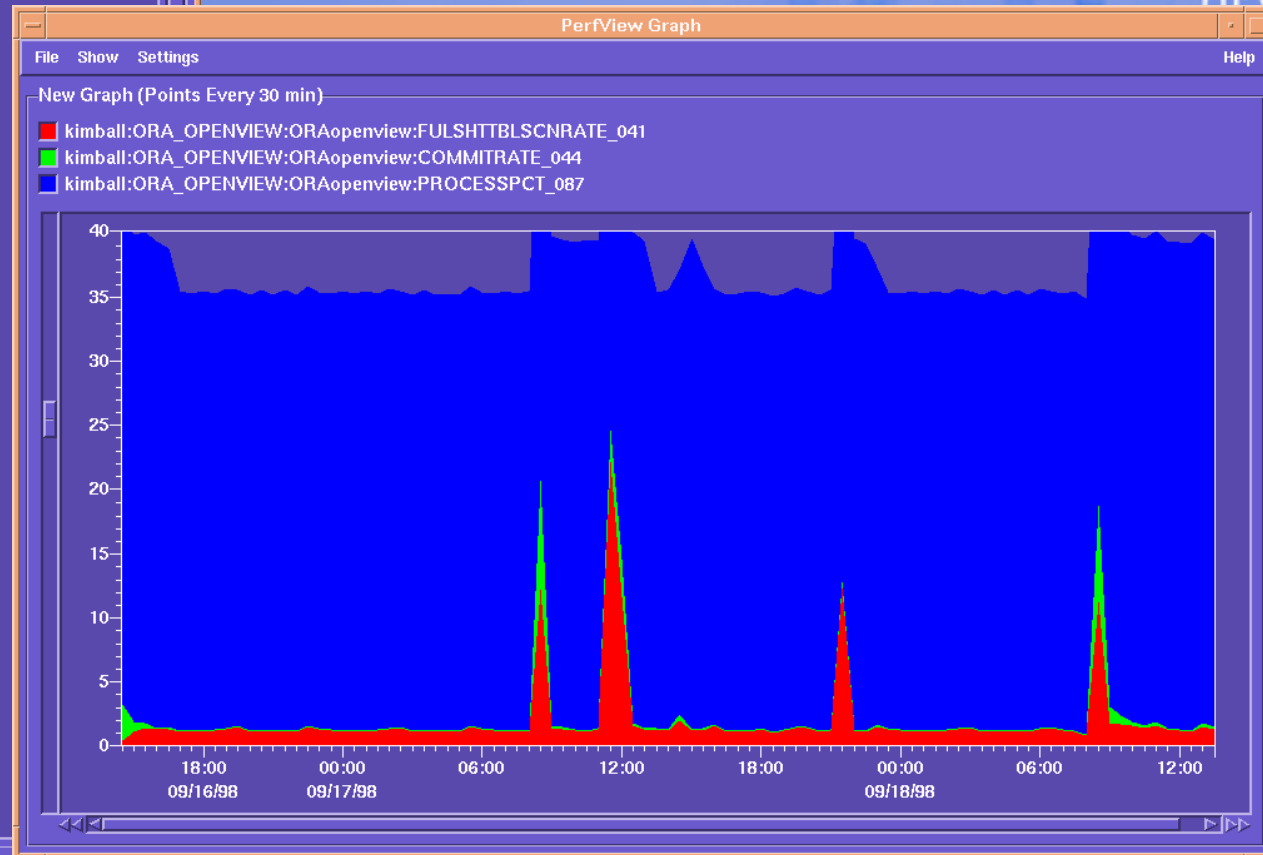 PerfView Graph
File Show Settings Help
New Graph (Points Every 30 min)
kimball:ORA_OPENVIEW:ORAopenview:FULSHTTBLSCNRATE_041
kimball:ORA_OPENVIEW:ORAopenview:COMMITRATE_044
kimball:ORA_OPENVIEW:ORAopenview:PROCESSPCT_087
40
35
30
25
20
15
10
5
0
18:00 00:00 06:00 12:00 18:00 00:00 06:00 12:00
09/16/98 09/17/98 09/18/98